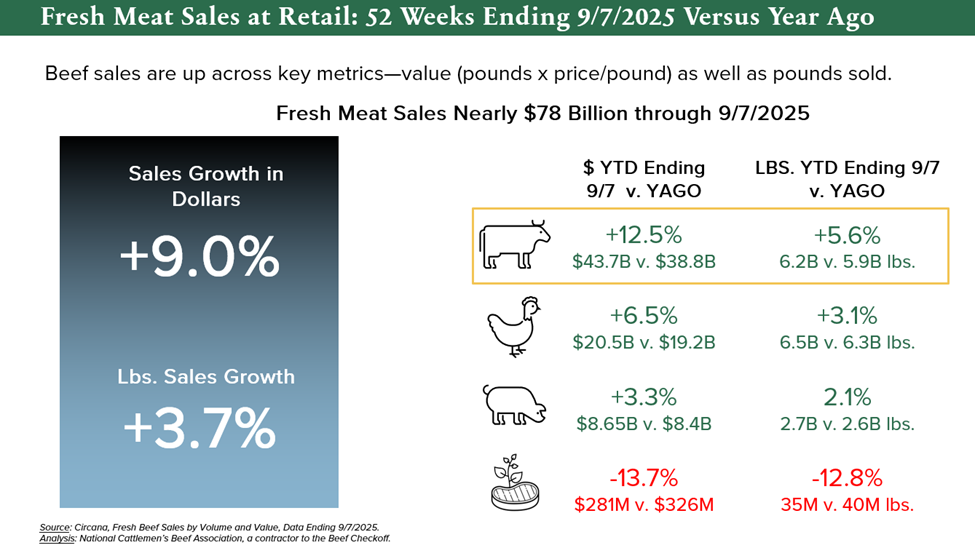 Fresh Meat Sales at Retail: 52 Weeks Ending 9/7/2025 Versus Year Ago
Beef sales are up across key metrics—value (pounds x price/pound) as well as pounds sold.
Fresh Meat Sales Nearly $78 Billion through 9/7/2025
Sales Growth in
Dollars
+9.0%
Lbs. Sales Growth
+3.7%
$ YTD Ending
9/7 v. YAGO
LBS. YTD Ending 9/7
v. YAGO
+12.5%
$43.7B v. $38.8B
+5.6%
6.2B v. 5.9B lbs.
+6.5%
$20.5B v. $19.2B
+3.1%
6.5B v. 6.3B lbs.
+3.3%
$8.65B v. $8.4B
2.1%
2.7B v. 2.6B lbs.
-13.7%
$281M v. $326M
-12.8%
35M v. 40M lbs.
Source: Circana, Fresh Beef Sales by Volume and Value, Data Ending 9/7/2025.
Analysis: National Cattlemen's Beef Association, a contractor to the Beef Checkoff.